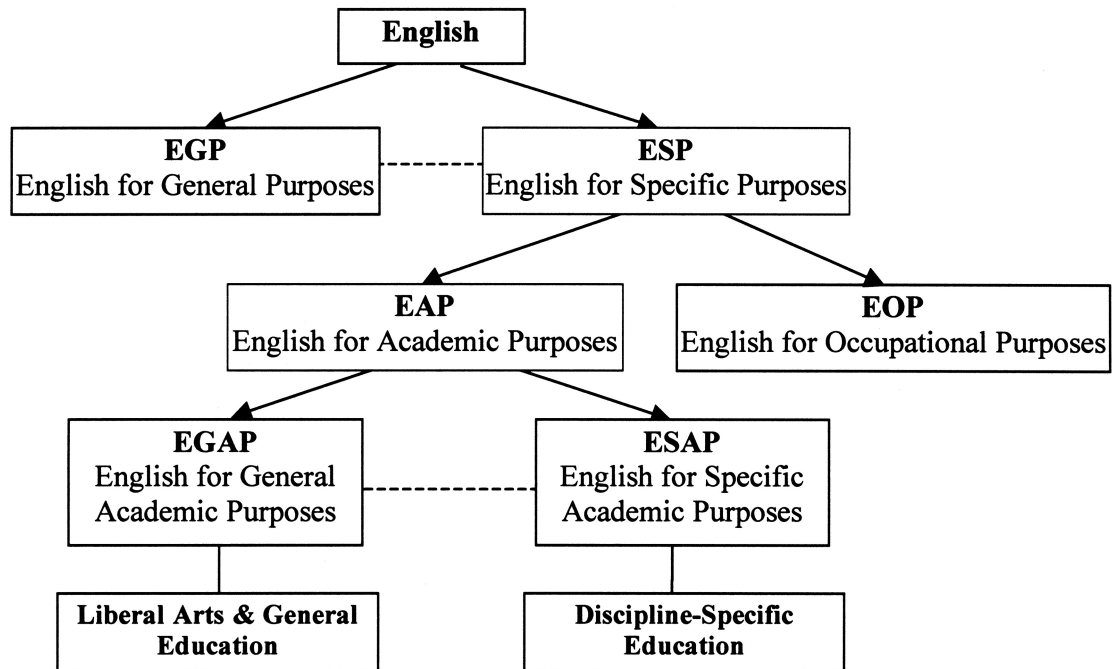 English
EGP
English for General Purposes
ESP
English for Specific Purposes
EAP
English for Academic Purposes
EOP
English for Occupational Purposes
EGAP
English for General
Academic Purposes
ESAP
English for Specific
Academic Purposes
Liberal Arts & General
Education
Discipline-Specific
Education